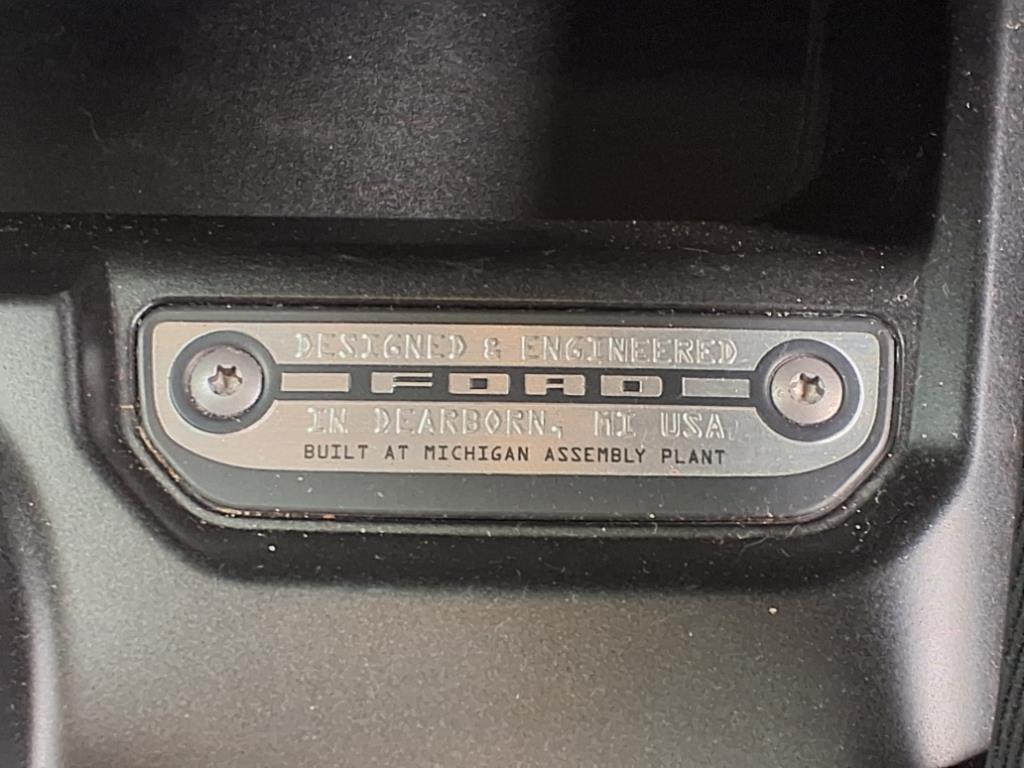 DESIGNED & ENGINEERED
FORD
IN DEARBORN, MI USA
BUILT AT MICHIGAN ASSEMBLY PLANT